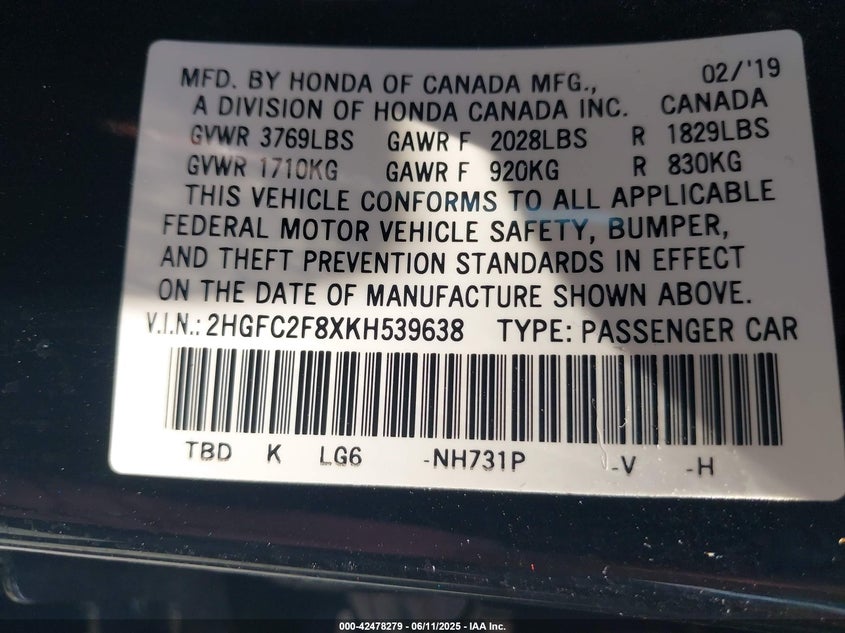 MFD. BY HONDA OF CANADA MFG., 02/'19
A DIVISION OF HONDA CANADA INC. CANADA
GVWR 3769LBS GAWR F 2028LBS R 1829LBS
GVWR 1710KG GAWR F 920KG R 830KG
THIS VEHICLE CONFORMS TO ALL APPLICABLE
FEDERAL MOTOR VEHICLE SAFETY, BUMPER,
AND THEFT PREVENTION STANDARDS IN EFFECT
ON THE DATE OF MANUFACTURE SHOWN ABOVE.
V.I.N.: 2HGFC2F8XKH539638 TYPE: PASSENGER CAR
TBD K LG6 -NH731P -V -H
000-42478279 - 06/11/2025 - IAA Inc.